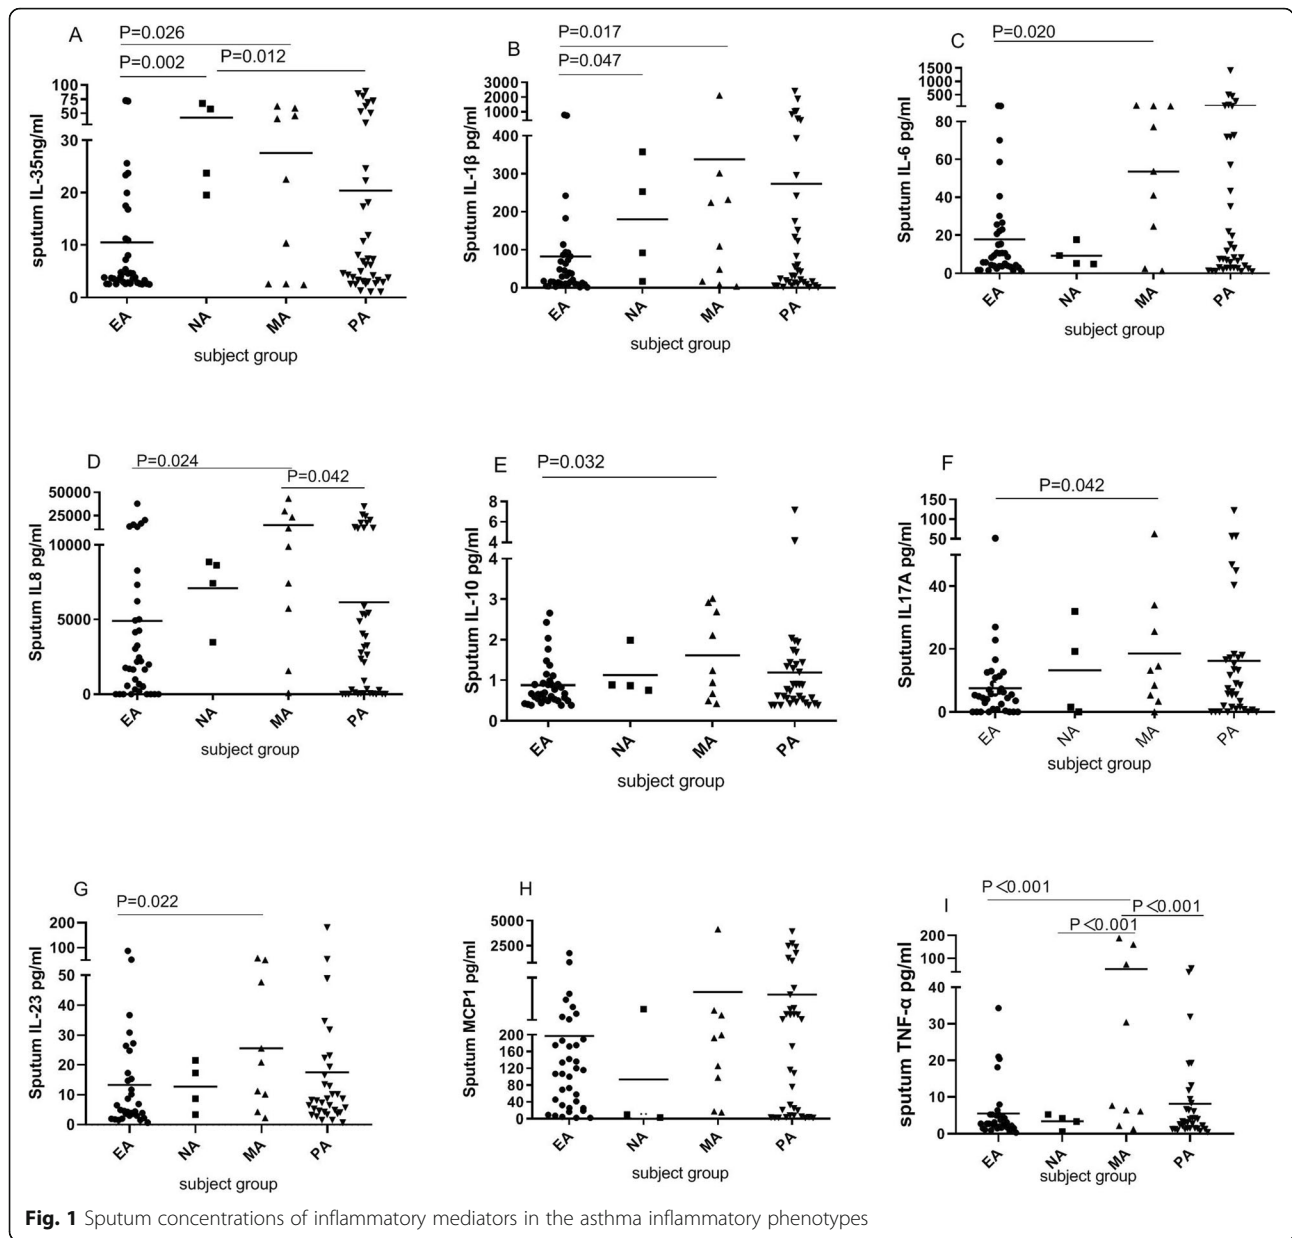 A
P=0.026
P=0.002
P=0.012
sputum IL-35ng/ml
100
75
50
30
20
10
0
EA
NA
MA
PA
subject group
B
P=0.017
P=0.047
Sputum IL-1β pg/ml
3000
2000
1000
400
300
200
100
0
EA
NA
MA
PA
subject group
C
P=0.020
Sputum IL-6 pg/ml
1500
1000
500
80
60
40
20
0
EA
NA
MA
PA
subject group
D
P=0.024
P=0.042
Sputum IL8 pg/ml
50000
25000
10000
5000
0
EA
NA
MA
PA
subject group
E
P=0.032
Sputum IL-10 pg/ml
8
6
4
3
2
1
0
EA
NA
MA
PA
subject group
F
P=0.042
Sputum IL17A pg/ml
150
100
50
40
20
0
EA
NA
MA
PA
subject group
G
P=0.022
Sputum IL-23 pg/ml
200
100
50
40
30
20
10
0
EA
NA
MA
PA
subject group
H
Sputum MCP1 pg/ml
5000
2500
200
160
120
80
40
0
EA
NA
MA
PA
subject group
I
P<0.001
P<0.001
P<0.001
sputum TNF-α pg/ml
200
100
40
30
20
10
0
EA
NA
MA
PA
subject group
Fig. 1 Sputum concentrations of inflammatory mediators in the asthma inflammatory phenotypes